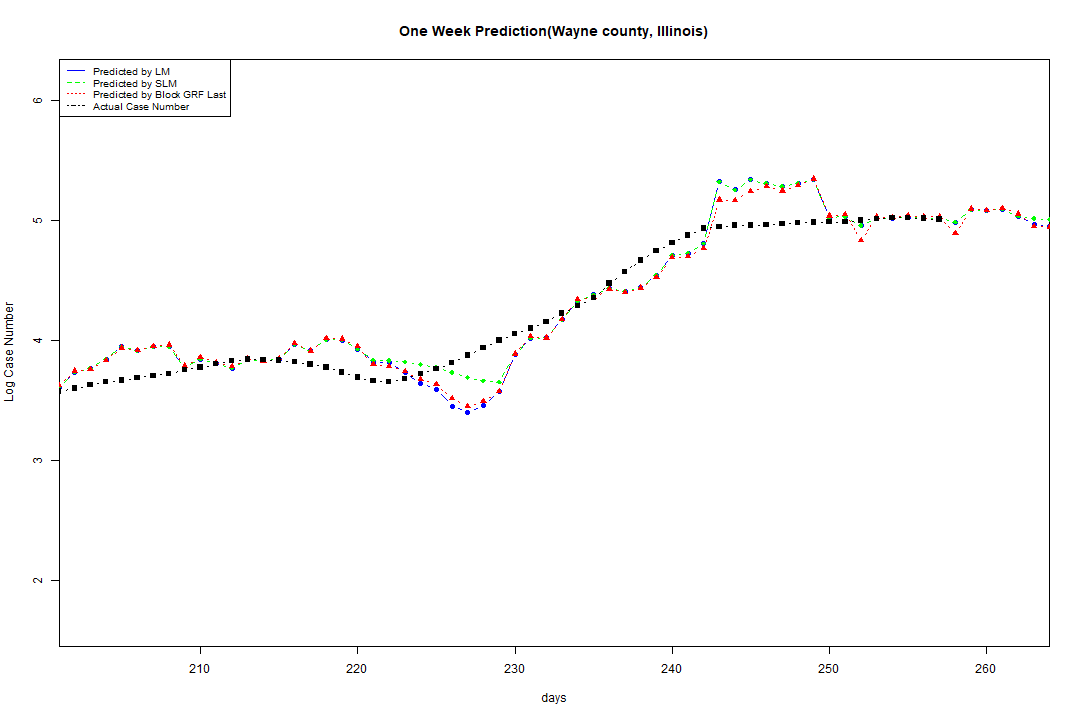 One Week Prediction(Wayne county, Illinois)
Predicted by LM
Predicted by SLM
Predicted by Block GRF Last
Actual Case Number
6
5
4
3
2
Log Case Number
210 220 230 240 250 260
days